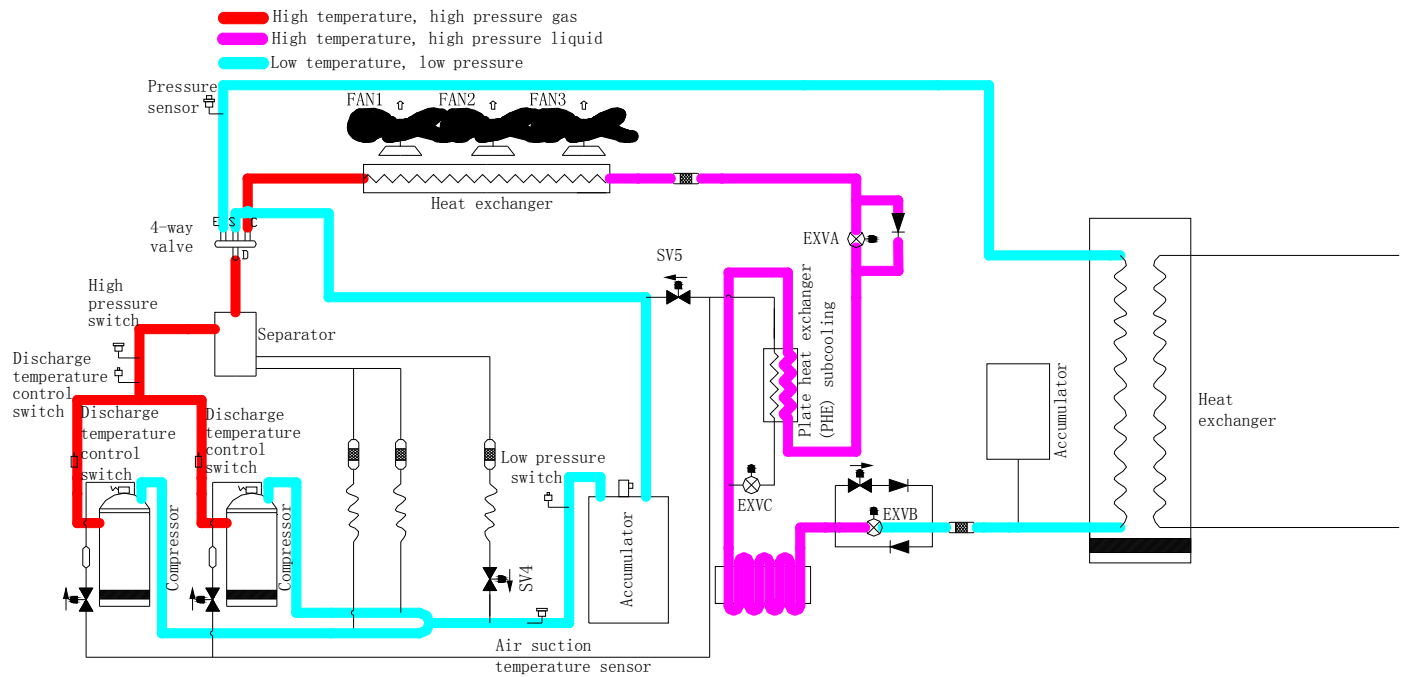 High temperature, high pressure gas
High temperature, high pressure liquid
Low temperature, low pressure
Pressure
sensor
FAN1
FAN2
FAN3
Heat exchanger
E
S
C
4-way
valve
D
EXVA
SV5
High
pressure
switch
Separator
Plate heat exchanger
(PHE) subcooling
Discharge
temperature
control
switch
Discharge
temperature
control
switch
Discharge
temperature
control
switch
Accumulator
Heat
exchanger
Low pressure
switch
EXVC
EXVB
Compressor
Compressor
SV4
Accumulator
Air suction
temperature sensor